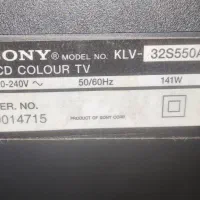 SONY® MODEL NO. KLV- 32S550A
CD COLOUR TV
0-240V ~ 50/60Hz 141W
ER. NO.
0014715 PRODUCT OF SONY CORP